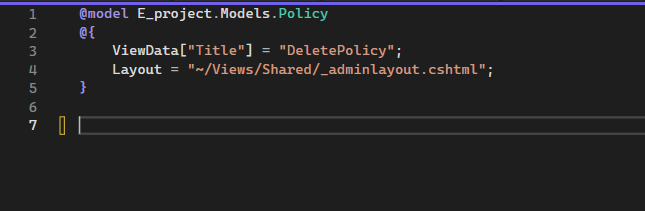 1 @model E_project.Models.Policy
2 @{
3 ViewData["Title"] = "DeletePolicy";
4 Layout = "~/Views/Shared/_adminlayout.cshtml";
5 }
6
7